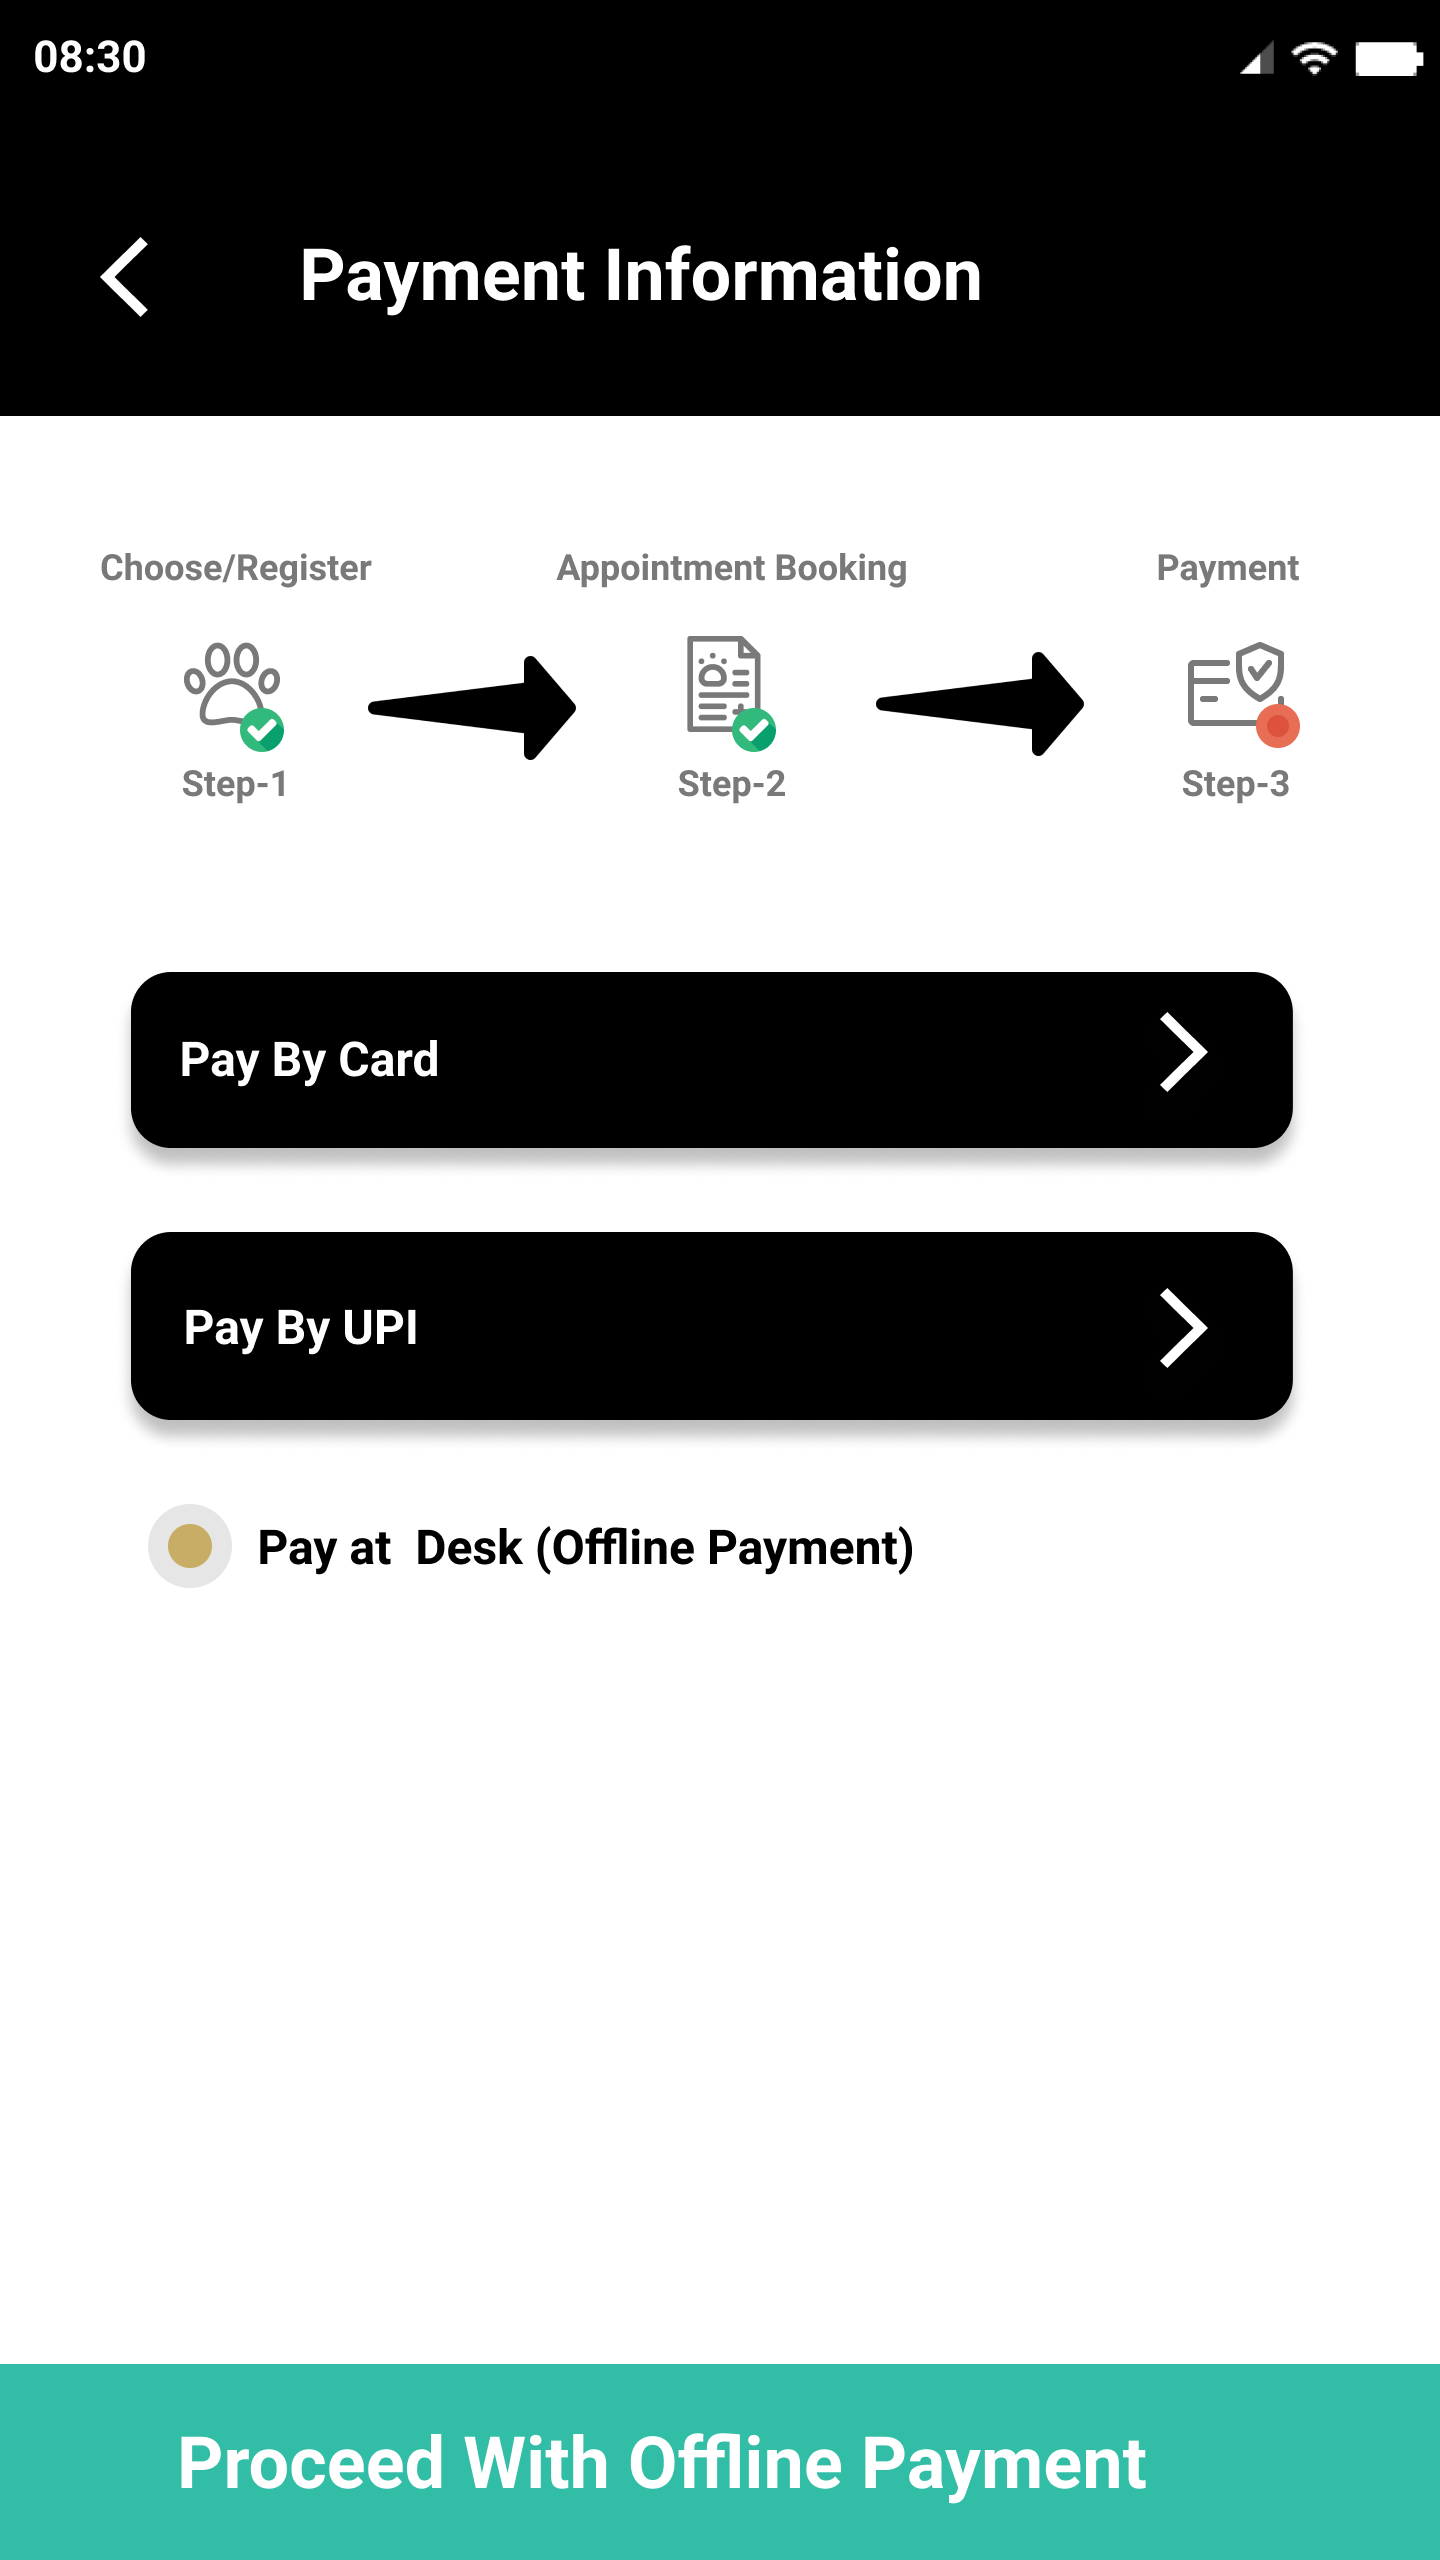 08:30
Payment Information
Choose/Register
Appointment Booking
Payment
Step-1
Step-2
Step-3
Pay By Card
Pay By UPI
Pay at  Desk (Offline Payment)
Proceed With Offline Payment